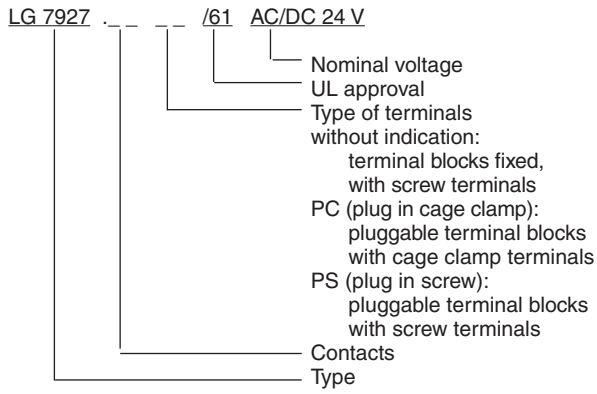 LG 7927 ._ _ _ _ /61 AC/DC 24 V
Nominal voltage
UL approval
Type of terminals
without indication:
terminal blocks fixed,
with screw terminals
PC (plug in cage clamp):
pluggable terminal blocks
with cage clamp terminals
PS (plug in screw):
pluggable terminal blocks
with screw terminals
Contacts
Type